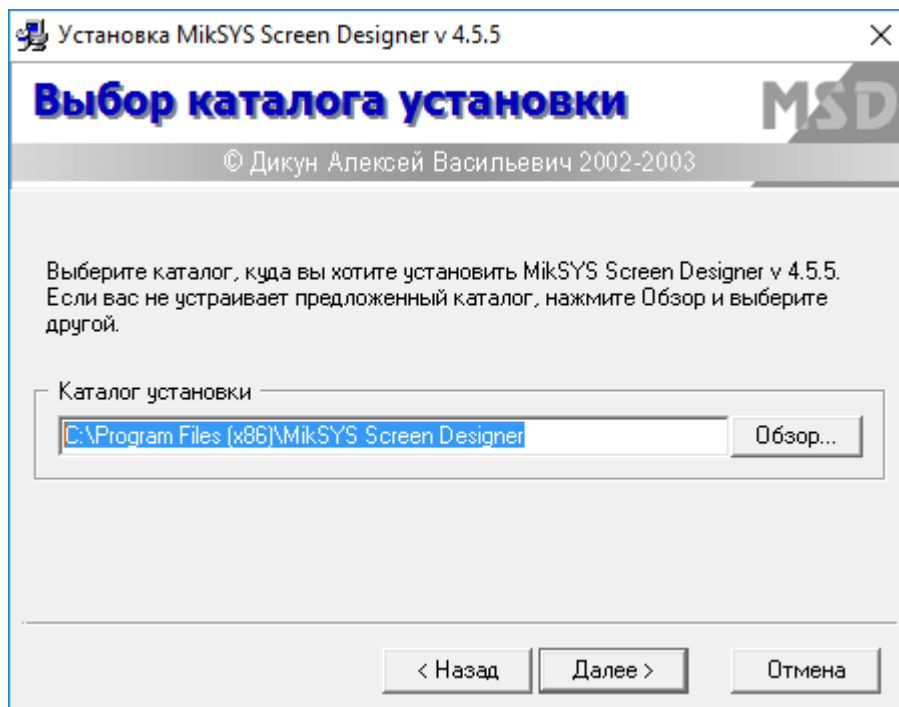 Установка MikSYS Screen Designer v 4.5.5
Выбор каталога установки
MSD
© Дикун Алексей Васильевич 2002-2003
Выберите каталог, куда вы хотите установить MikSYS Screen Designer v 4.5.5.
Если вас не устраивает предложенный каталог, нажмите Обзор и выберите
другой.
Каталог установки
C:\Program Files (x86)\MikSYS Screen Designer
Обзор...
< Назад
Далее >
Отмена